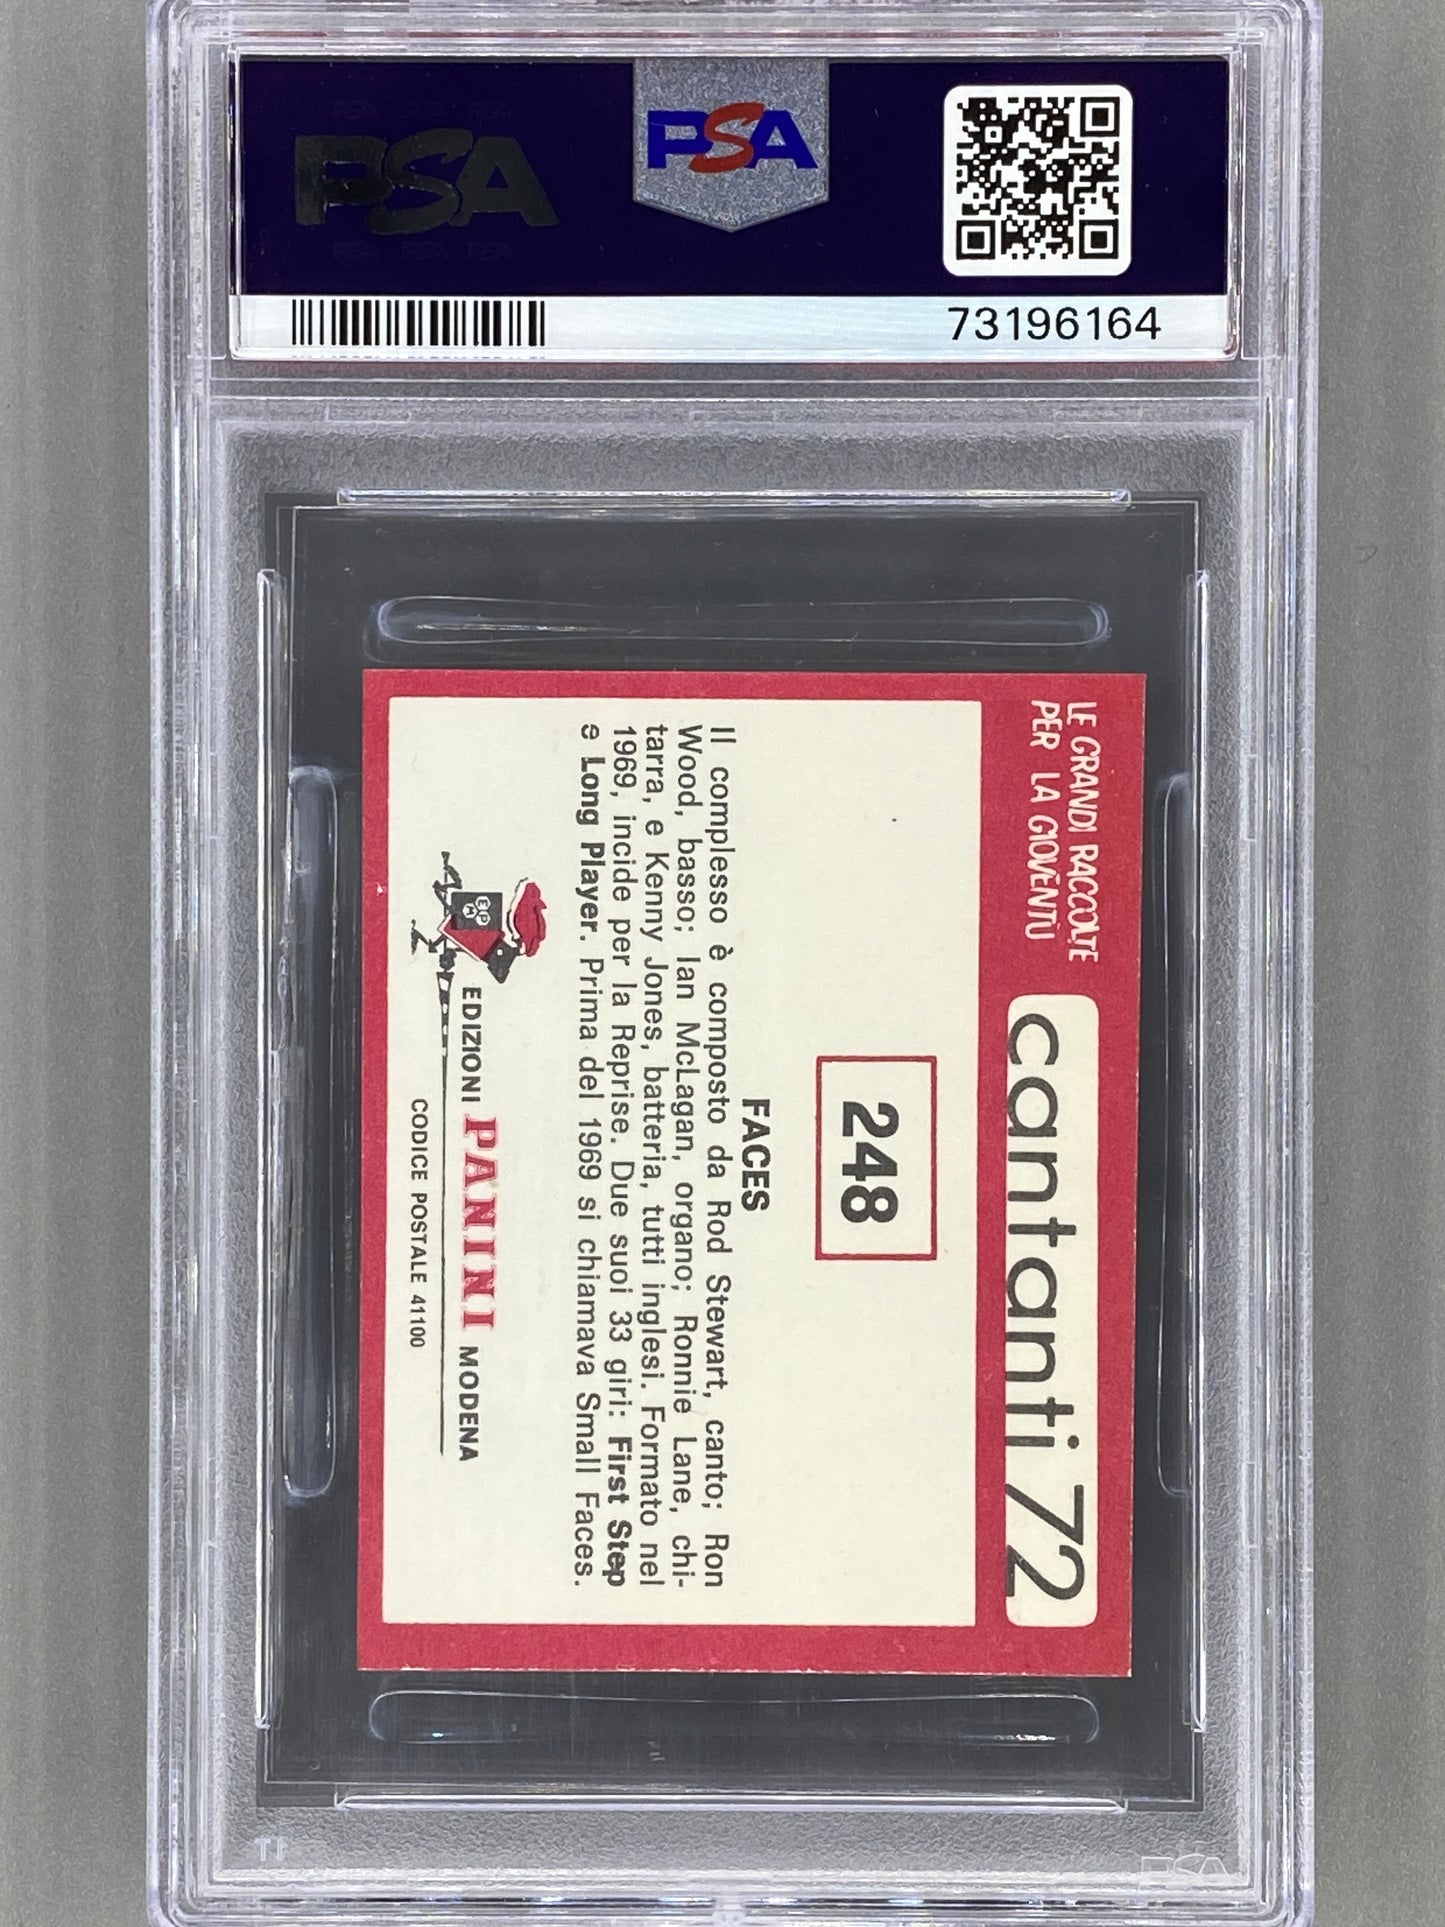 PSA
PSA
73196164
LE GRANDI RACCOLTE
PER LA GIOVENTÙ
cantanti 72
248
FACES
Il complesso è composto da Rod Stewart, canto; Ron
Wood, basso; Ian McLagan, organo; Ronnie Lane, chi-
tarra, e Kenny Jones, batteria, tutti inglesi. Formato nel
1969, incide per la Reprise. Due suoi 33 giri: First Step
e Long Player. Prima del 1969 si chiamava Small Faces.
EPM
EDIZIONI PANINI MODENA
CODICE POSTALE 41100
PSA